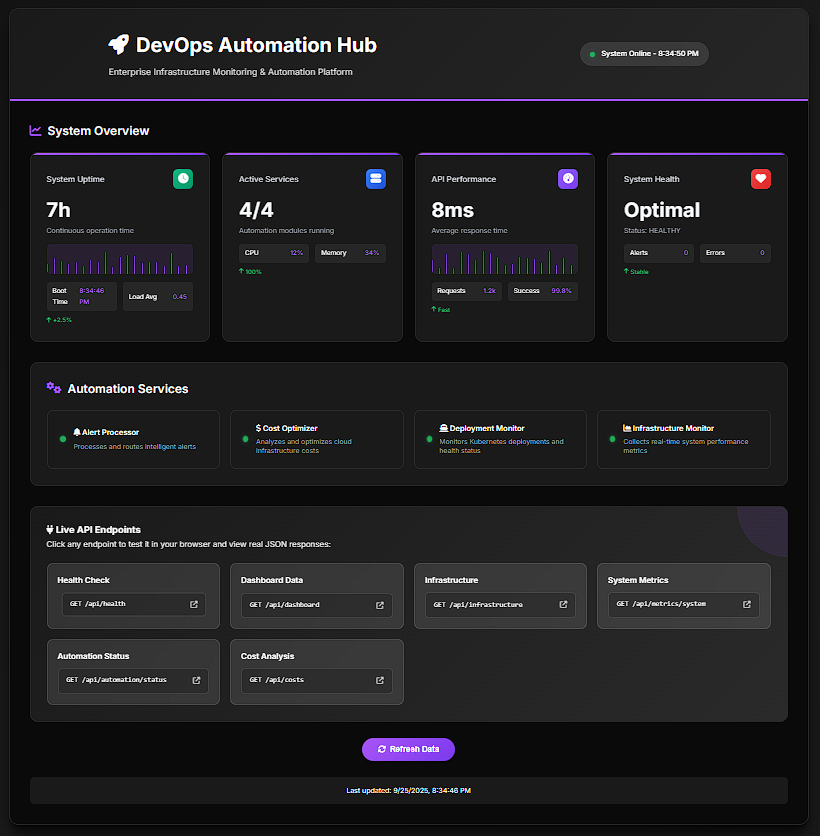 DevOps Automation Hub
Enterprise Infrastructure Monitoring & Automation Platform
System Online - 8:34:50 PM
System Overview
System Uptime
7h
Continuous operation time
Boot Time
8:34:46 PM
Load Avg
0.45
+2.5%
Active Services
4/4
Automation modules running
CPU
12%
Memory
34%
100%
API Performance
8ms
Average response time
Requests
1.2k
Success
99.8%
Fast
System Health
Optimal
Status: HEALTHY
Alerts
0
Errors
0
Stable
Automation Services
Alert Processor
Processes and routes intelligent alerts
Cost Optimizer
Analyzes and optimizes cloud
infrastructure costs
Deployment Monitor
Monitors Kubernetes deployments and
health status
Infrastructure Monitor
Collects real-time system performance
metrics
Live API Endpoints
Click any endpoint to test it in your browser and view real JSON responses:
Health Check
GET /api/health
Dashboard Data
GET /api/dashboard
Infrastructure
GET /api/infrastructure
System Metrics
GET /api/metrics/system
Automation Status
GET /api/automation/status
Cost Analysis
GET /api/costs
Refresh Data
Last updated: 9/25/2025, 8:34:46 PM